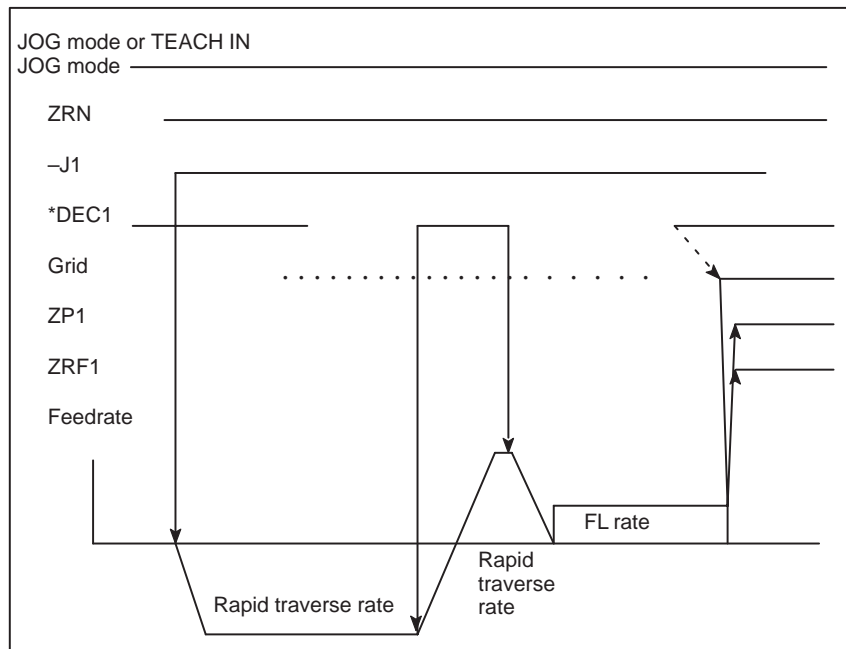 JOG mode or TEACH IN
JOG mode
ZRN
–J1
*DEC1
Grid
ZP1
ZRF1
Feedrate
FL rate
Rapid
traverse
rate
Rapid traverse rate